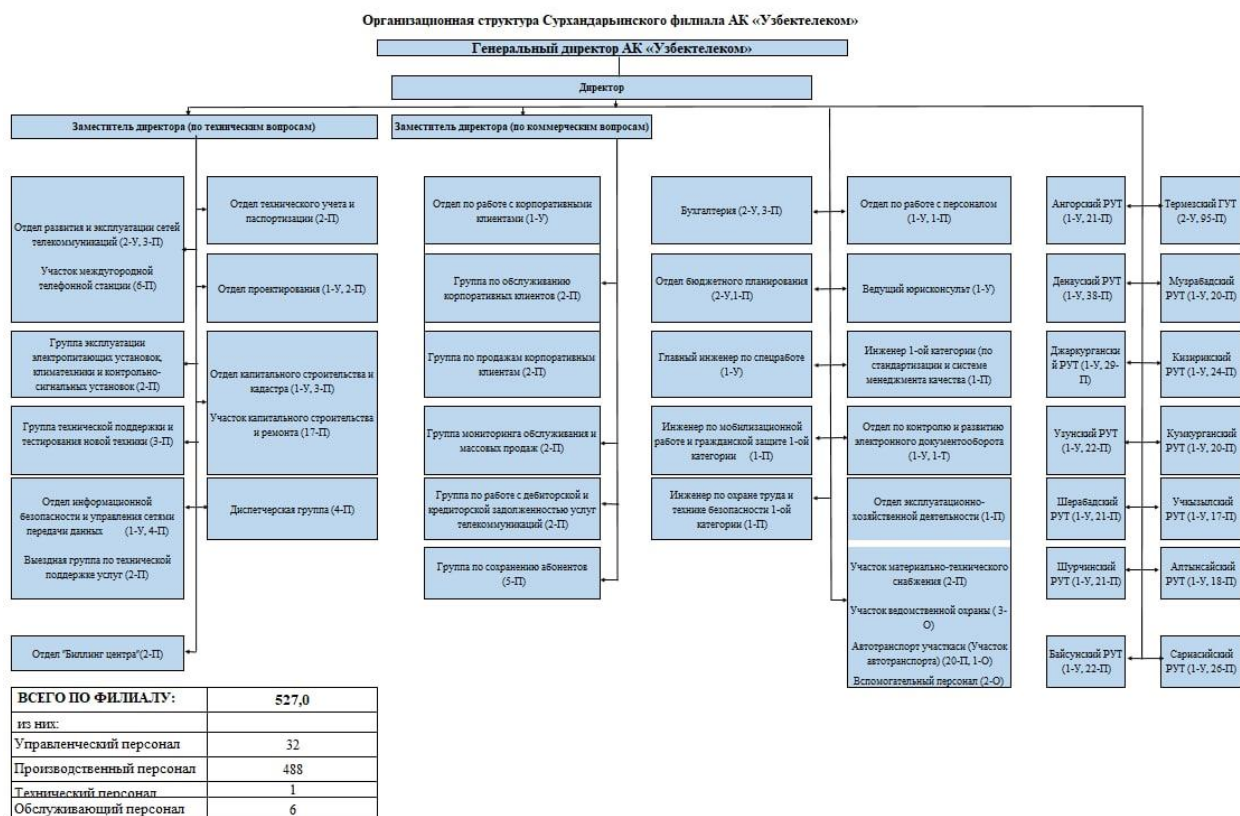 Организационная структура Сурхандарьинского филиала АК «Узбектелеком»
Генеральный директор АК «Узбектелеком»
Директор
Заместитель директора (по техническим вопросам)
Заместитель директора (по коммерческим вопросам)
Отдел развития и эксплуатации сетей
телекоммуникаций (2-У, 3-П)
Участок междугородной
телефонной станции (6-П)
Группа эксплуатации
электропитающих установок,
климатехники и контрольно-
сигнальных установок (2-П)
Группа технической поддержки и
тестирования новой техники (3-П)
Отдел информационной
безопасности и управления сетями
передачи данных (1-У, 4-П)
Выездная группа по технической
поддержке услуг (2-П)
Отдел "Биллинг центра"(2-П)
Отдел технического учета и
паспортизации (2-П)
Отдел проектирования (1-У, 2-П)
Отдел капитального строительства и
кадастра (1-У, 3-П)
Участок капитального строительства
и ремонта (17-П)
Диспетчерская группа (4-П)
Отдел по работе с корпоративными
клиентами (1-У)
Группа по обслуживанию
корпоративных клиентов (2-П)
Группа по продажам корпоративным
клиентам (2-П)
Группа мониторинга обслуживания и
массовых продаж (2-П)
Группа по работе с дебиторской и
кредиторской задолженностью услуг
телекоммуникаций (2-П)
Группа по сохранению абонентов
(5-П)
Бухгалтерия (2-У, 3-П)
Отдел бюджетного планирования
(2-У,1-П)
Главный инженер по спецработе
(1-У)
Инженер по мобилизационной
работе и гражданской защите 1-ой
категории (1-П)
Инженер по охране труда и
технике безопасности 1-ой
категории (1-П)
Отдел по работе с персоналом
(1-У, 1-П)
Ведущий юрисконсульт (1-У)
Инженер 1-ой категории (по
стандартизации и системе
менеджмента качества (1-П)
Отдел по контролю и развитию
электронного документооборота
(1-У, 1-Т)
Отдел эксплуатационно-
хозяйственной деятельности (1-П)
Участок материально-технического
снабжения (2-П)
Участок ведомственной охраны ( 3-
О)
Автотранспорт участкаси (Участок
автотранспорта) (20-П, 1-О)
Вспомогательный персонал (2-О)
Ангорский РУТ
(1-У, 21-П)
Денауский РУТ
(1-У, 38-П)
Джаркургански
й РУТ (1-У, 29-
П)
Узунский РУТ
(1-У, 22-П)
Шерабадский
РУТ (1-У, 21-П)
Шурчинский
РУТ (1-У, 21-П)
Байсунский РУТ
(1-У, 22-П)
Термезский ГУТ
(2-У, 95-П)
Музрабадский
РУТ (1-У, 20-П)
Кизирикский
РУТ (1-У, 24-П)
Кумкурганский
РУТ (1-У, 20-П)
Учкызылский
РУТ (1-У, 17-П)
Алтынсайский
РУТ (1-У, 18-П)
Сариасийский
РУТ (1-У, 26-П)
ВСЕГО ПО ФИЛИАЛУ: 527,0
из них:
Управленческий персонал 32
Производственный персонал 488
Технический персонал 1
Обслуживающий персонал 6